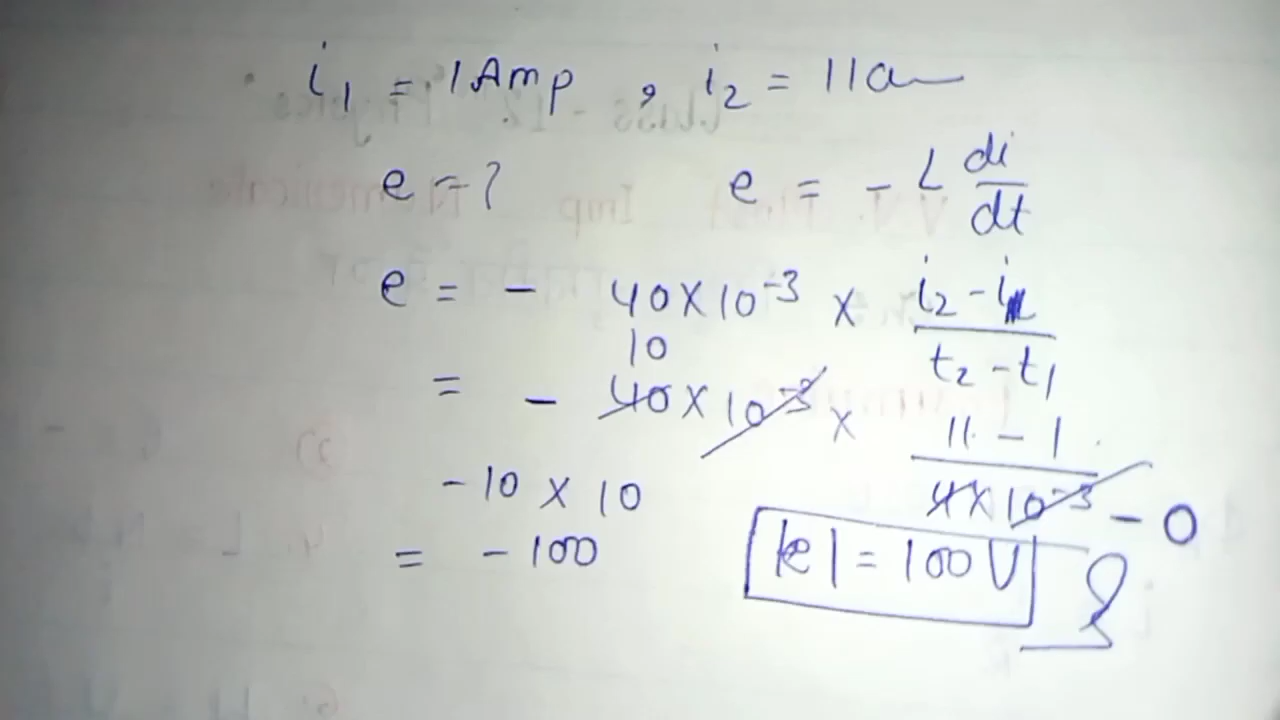 i₁ = 1Amp , i₂ = 11a
e = ? e = - L di/dt
e = - 40×10⁻³ × i₂ - i₁ / t₂ - t₁
10
= - 40×10⁻³ × 11 - 1 / 4×10⁻³ - 0
-10 × 10
= - 100 |e| = 100 V